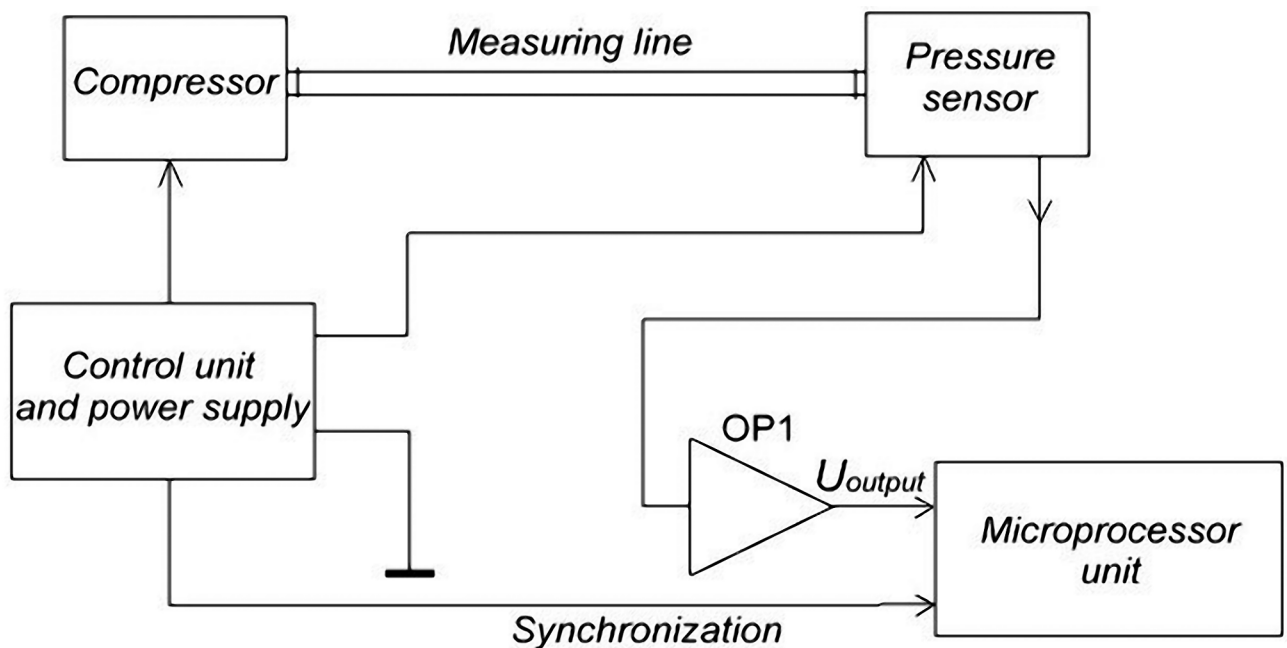 Measuring line
Compressor
Pressure
sensor
Control unit
and power supply
OP1
Uoutput
Microprocessor
unit
Synchronization